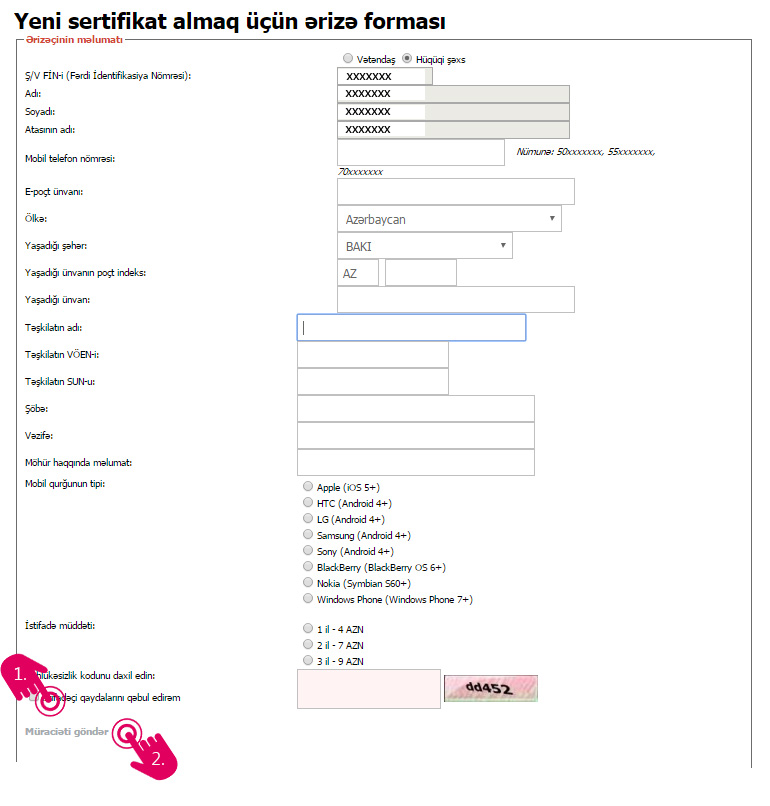 Yeni sertifikat almaq üçün ərizə forması
Ərizəçinin məlumatı
Vətəndaş Hüquqi şəxs
Ş/V FİN-i (Fərdi İdentifikasiya Nömrəsi): XXXXXXX
Adı: XXXXXXX
Soyadı: XXXXXXX
Atasının adı: XXXXXXX
Mobil telefon nömrəsi: Nümunə: 50xxxxxxx, 55xxxxxxx,
70xxxxxxx
E-poçt ünvanı:
Ölkə: Azərbaycan
Yaşadığı şəhər: BAKI
Yaşadığı ünvanın poçt indeks: AZ
Yaşadığı ünvan:
Təşkilatın adı:
Təşkilatın VÖEN-i:
Təşkilatın SUN-u:
Şöbə:
Vəzifə:
Möhür haqqında məlumat:
Mobil qurğunun tipi:
Apple (iOS 5+)
HTC (Android 4+)
LG (Android 4+)
Samsung (Android 4+)
Sony (Android 4+)
BlackBerry (BlackBerry OS 6+)
Nokia (Symbian S60+)
Windows Phone (Windows Phone 7+)
İstifadə müddəti:
1 il - 4 AZN
2 il - 7 AZN
3 il - 9 AZN
1. kodunu daxil edin:
dd452
qaydalarını qəbul edirəm
Müraciəti göndər
2.